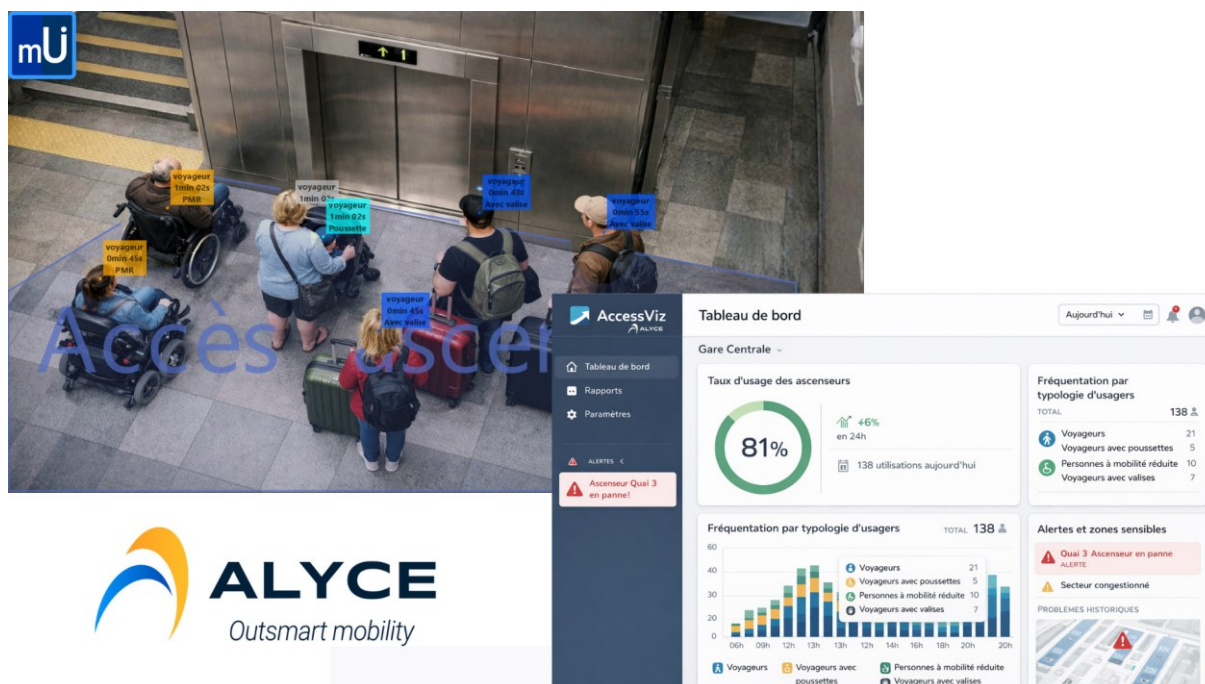 mUi
↑ 1
voyageur
1min 02s
PMR
voyageur
1min 02s
voyageur
1min 02s
Poussette
voyageur
0min 48s
Avec valise
voyageur
0min 55s
Avec valise
voyageur
0min 45s
PMR
voyageur
0min 45s
Avec valise
Accès ascen
AccessViz
ALYCE
Tableau de bord
Rapports
Paramètres
ALERTES <
Ascenseur Quai 3
en panne!
Tableau de bord
Aujourd'hui
Gare Centrale
Taux d'usage des ascenseurs
81%
+6%
en 24h
138 utilisations aujourd'hui
Fréquentation par
typologie d'usagers
TOTAL 138
Voyageurs 21
Voyageurs avec poussettes 5
Personnes à mobilité réduite 10
Voyageurs avec valises 7
Fréquentation par typologie d'usagers TOTAL 138
60
40
30
20
0
Voyageurs 21
Voyageurs avec poussettes 5
Personnes à mobilité réduite 10
Voyageurs avec valises 7
06h 09h 12h 13h 13h 12h 14h 16h 18h 20h 20h
Voyageurs
Voyageurs avec
poussettes
Personnes à mobilité réduite
Voyageurs avec valises
Alertes et zones sensibles
Quai 3 Ascenseur en panne
ALERTE
Secteur congestionné
PROBLEMES HISTORIQUES
ALYCE
Outsmart mobility